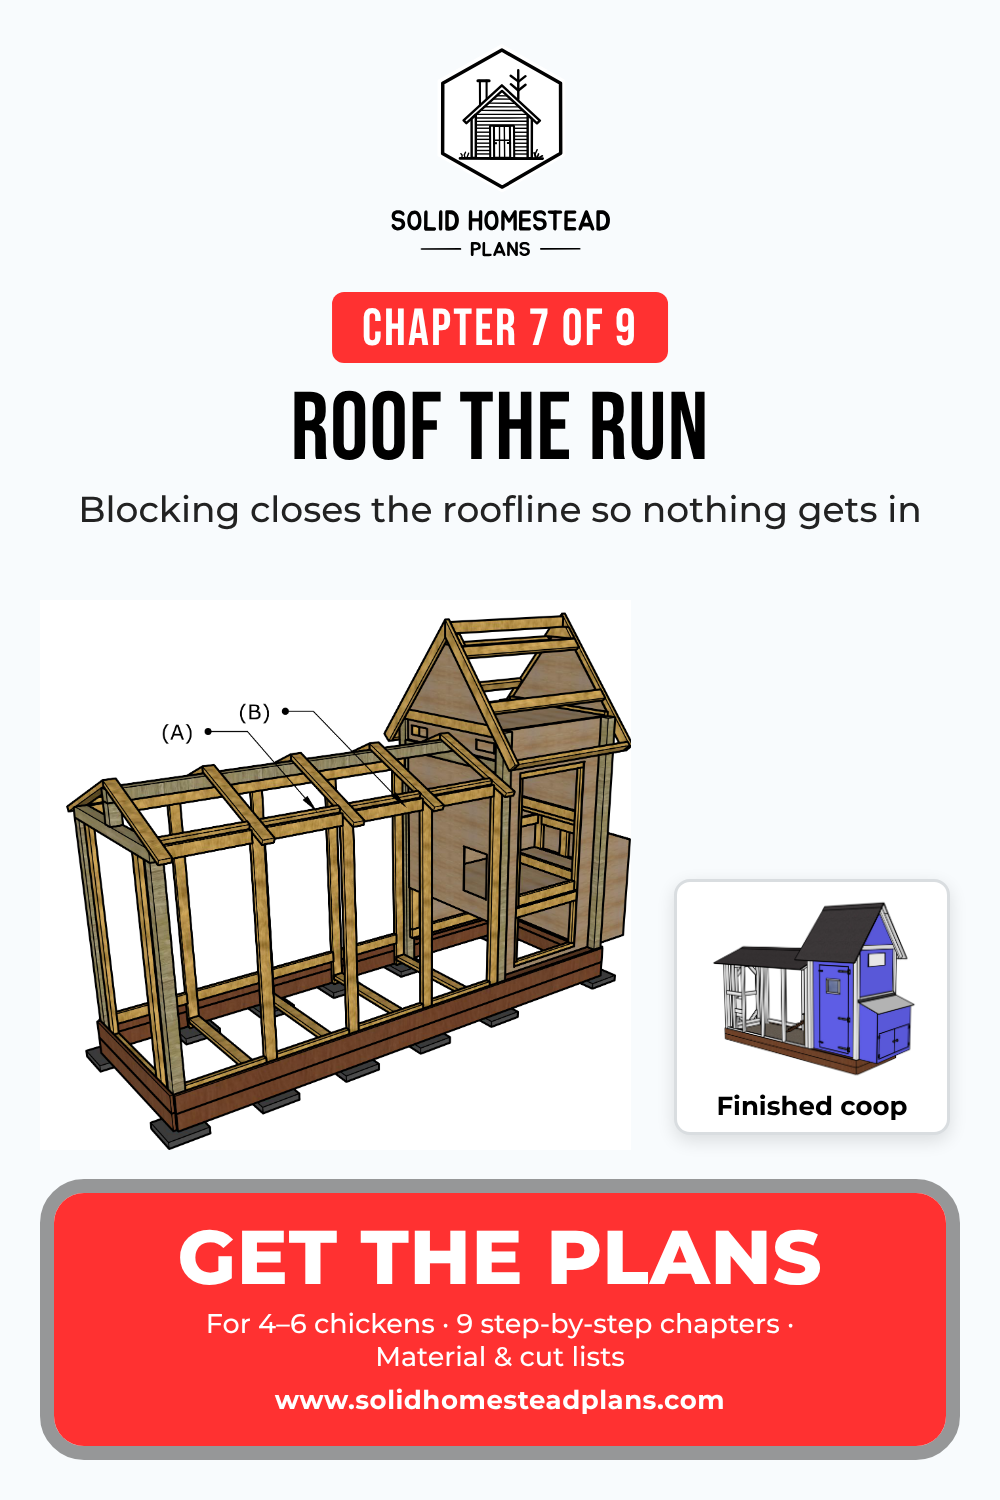 SOLID HOMESTEAD
PLANS
CHAPTER 7 OF 9
ROOF THE RUN
Blocking closes the roofline so nothing gets in
(B)
(A)
Finished coop
GET THE PLANS
For 4–6 chickens · 9 step-by-step chapters ·
Material & cut lists
www.solidhomesteadplans.com